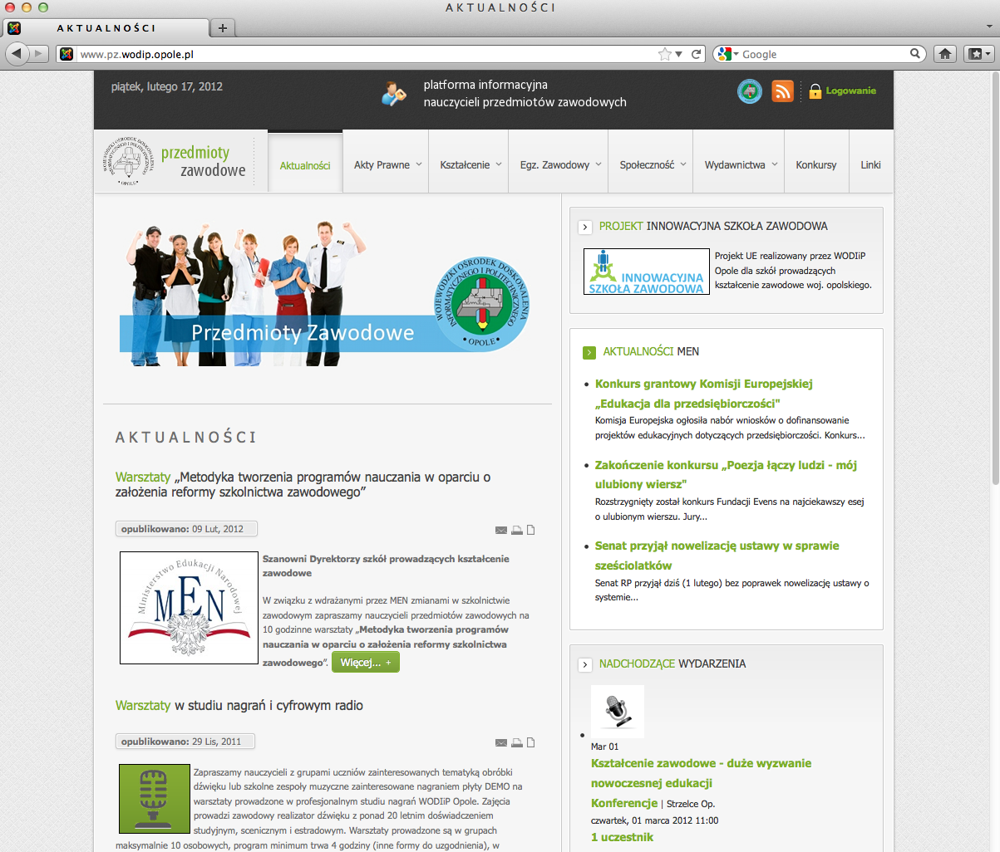 AKTUALNOŚCI
AKTUALNOŚCI
www.pz.wodip.opole.pl
Google
piątek, lutego 17, 2012
platforma informacyjna
nauczycieli przedmiotów zawodowych
Logowanie
WOJEWÓDZKI OŚRODEK DOSKONALENIA
INFORMATYCZNEGO I POLITECHNICZNEGO
• OPOLE •
przedmioty
zawodowe
Aktualności
Akty Prawne
Kształcenie
Egz. Zawodowy
Społeczność
Wydawnictwa
Konkursy
Linki
Przedmioty Zawodowe
WOJEWÓDZKI OŚRODEK DOSKONALENIA
INFORMATYCZNEGO I POLITECHNICZNEGO
• OPOLE •
AKTUALNOŚCI
Warsztaty „Metodyka tworzenia programów nauczania w oparciu o
założenia reformy szkolnictwa zawodowego”
opublikowano: 09 Lut, 2012
Ministerstwo Edukacji Narodowej
MEN
Szanowni Dyrektorzy szkół prowadzących kształcenie
zawodowe
W związku z wdrażanymi przez MEN zmianami w szkolnictwie
zawodowym zapraszamy nauczycieli przedmiotów zawodowych na
10 godzinne warsztaty „Metodyka tworzenia programów
nauczania w oparciu o założenia reformy szkolnictwa
zawodowego”. Więcej... +
Warsztaty w studiu nagrań i cyfrowym radio
opublikowano: 29 Lis, 2011
Zapraszamy nauczycieli z grupami uczniów zainteresowanych tematyką obróbki
dźwięku lub szkolne zespoły muzyczne zainteresowane nagraniem płyty DEMO na
warsztaty prowadzone w profesjonalnym studiu nagrań WODIiP Opole. Zajęcia
prowadzi zawodowy realizator dźwięku z ponad 20 letnim doświadczeniem
studyjnym, scenicznym i estradowym. Warsztaty prowadzone są w grupach
maksymalnie 10 osobowych, program minimum trwa 4 godziny (inne formy do uzgodnienia), w
PROJEKT INNOWACYJNA SZKOŁA ZAWODOWA
INNOWACYJNA
SZKOŁA ZAWODOWA
Projekt UE realizowany przez WODIiP
Opole dla szkół prowadzących
kształcenie zawodowe woj. opolskiego.
AKTUALNOŚCI MEN
• Konkurs grantowy Komisji Europejskiej
„Edukacja dla przedsiębiorczości"
Komisja Europejska ogłosiła nabór wniosków o dofinansowanie
projektów edukacyjnych dotyczących przedsiębiorczości. Konkurs...
• Zakończenie konkursu „Poezja łączy ludzi - mój
ulubiony wiersz"
Rozstrzygnięty został konkurs Fundacji Evens na najciekawszy esej
o ulubionym wierszu. Jury...
• Senat przyjął nowelizację ustawy w sprawie
sześciolatków
Senat RP przyjął dziś (1 lutego) bez poprawek nowelizację ustawy o
systemie...
NADCHODZĄCE WYDARZENIA
Mar 01
Kształcenie zawodowe - duże wyzwanie
nowoczesnej edukacji
Konferencje | Strzelce Op.
czwartek, 01 marca 2012 11:00
1 uczestnik